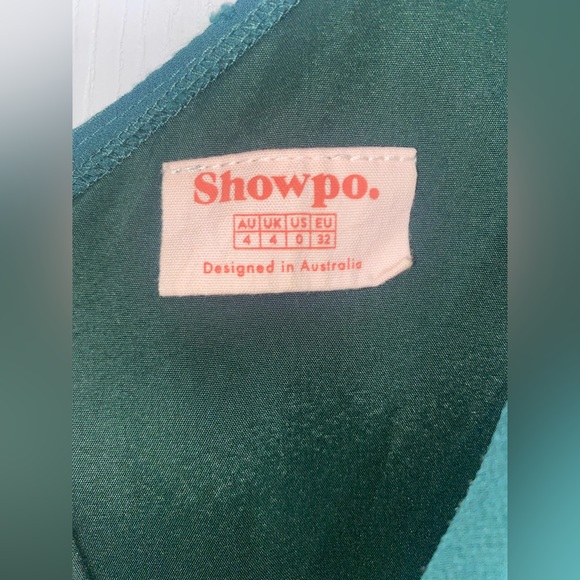 Showpo.
AU UK US EU
4 4 0 32
Designed in Australia